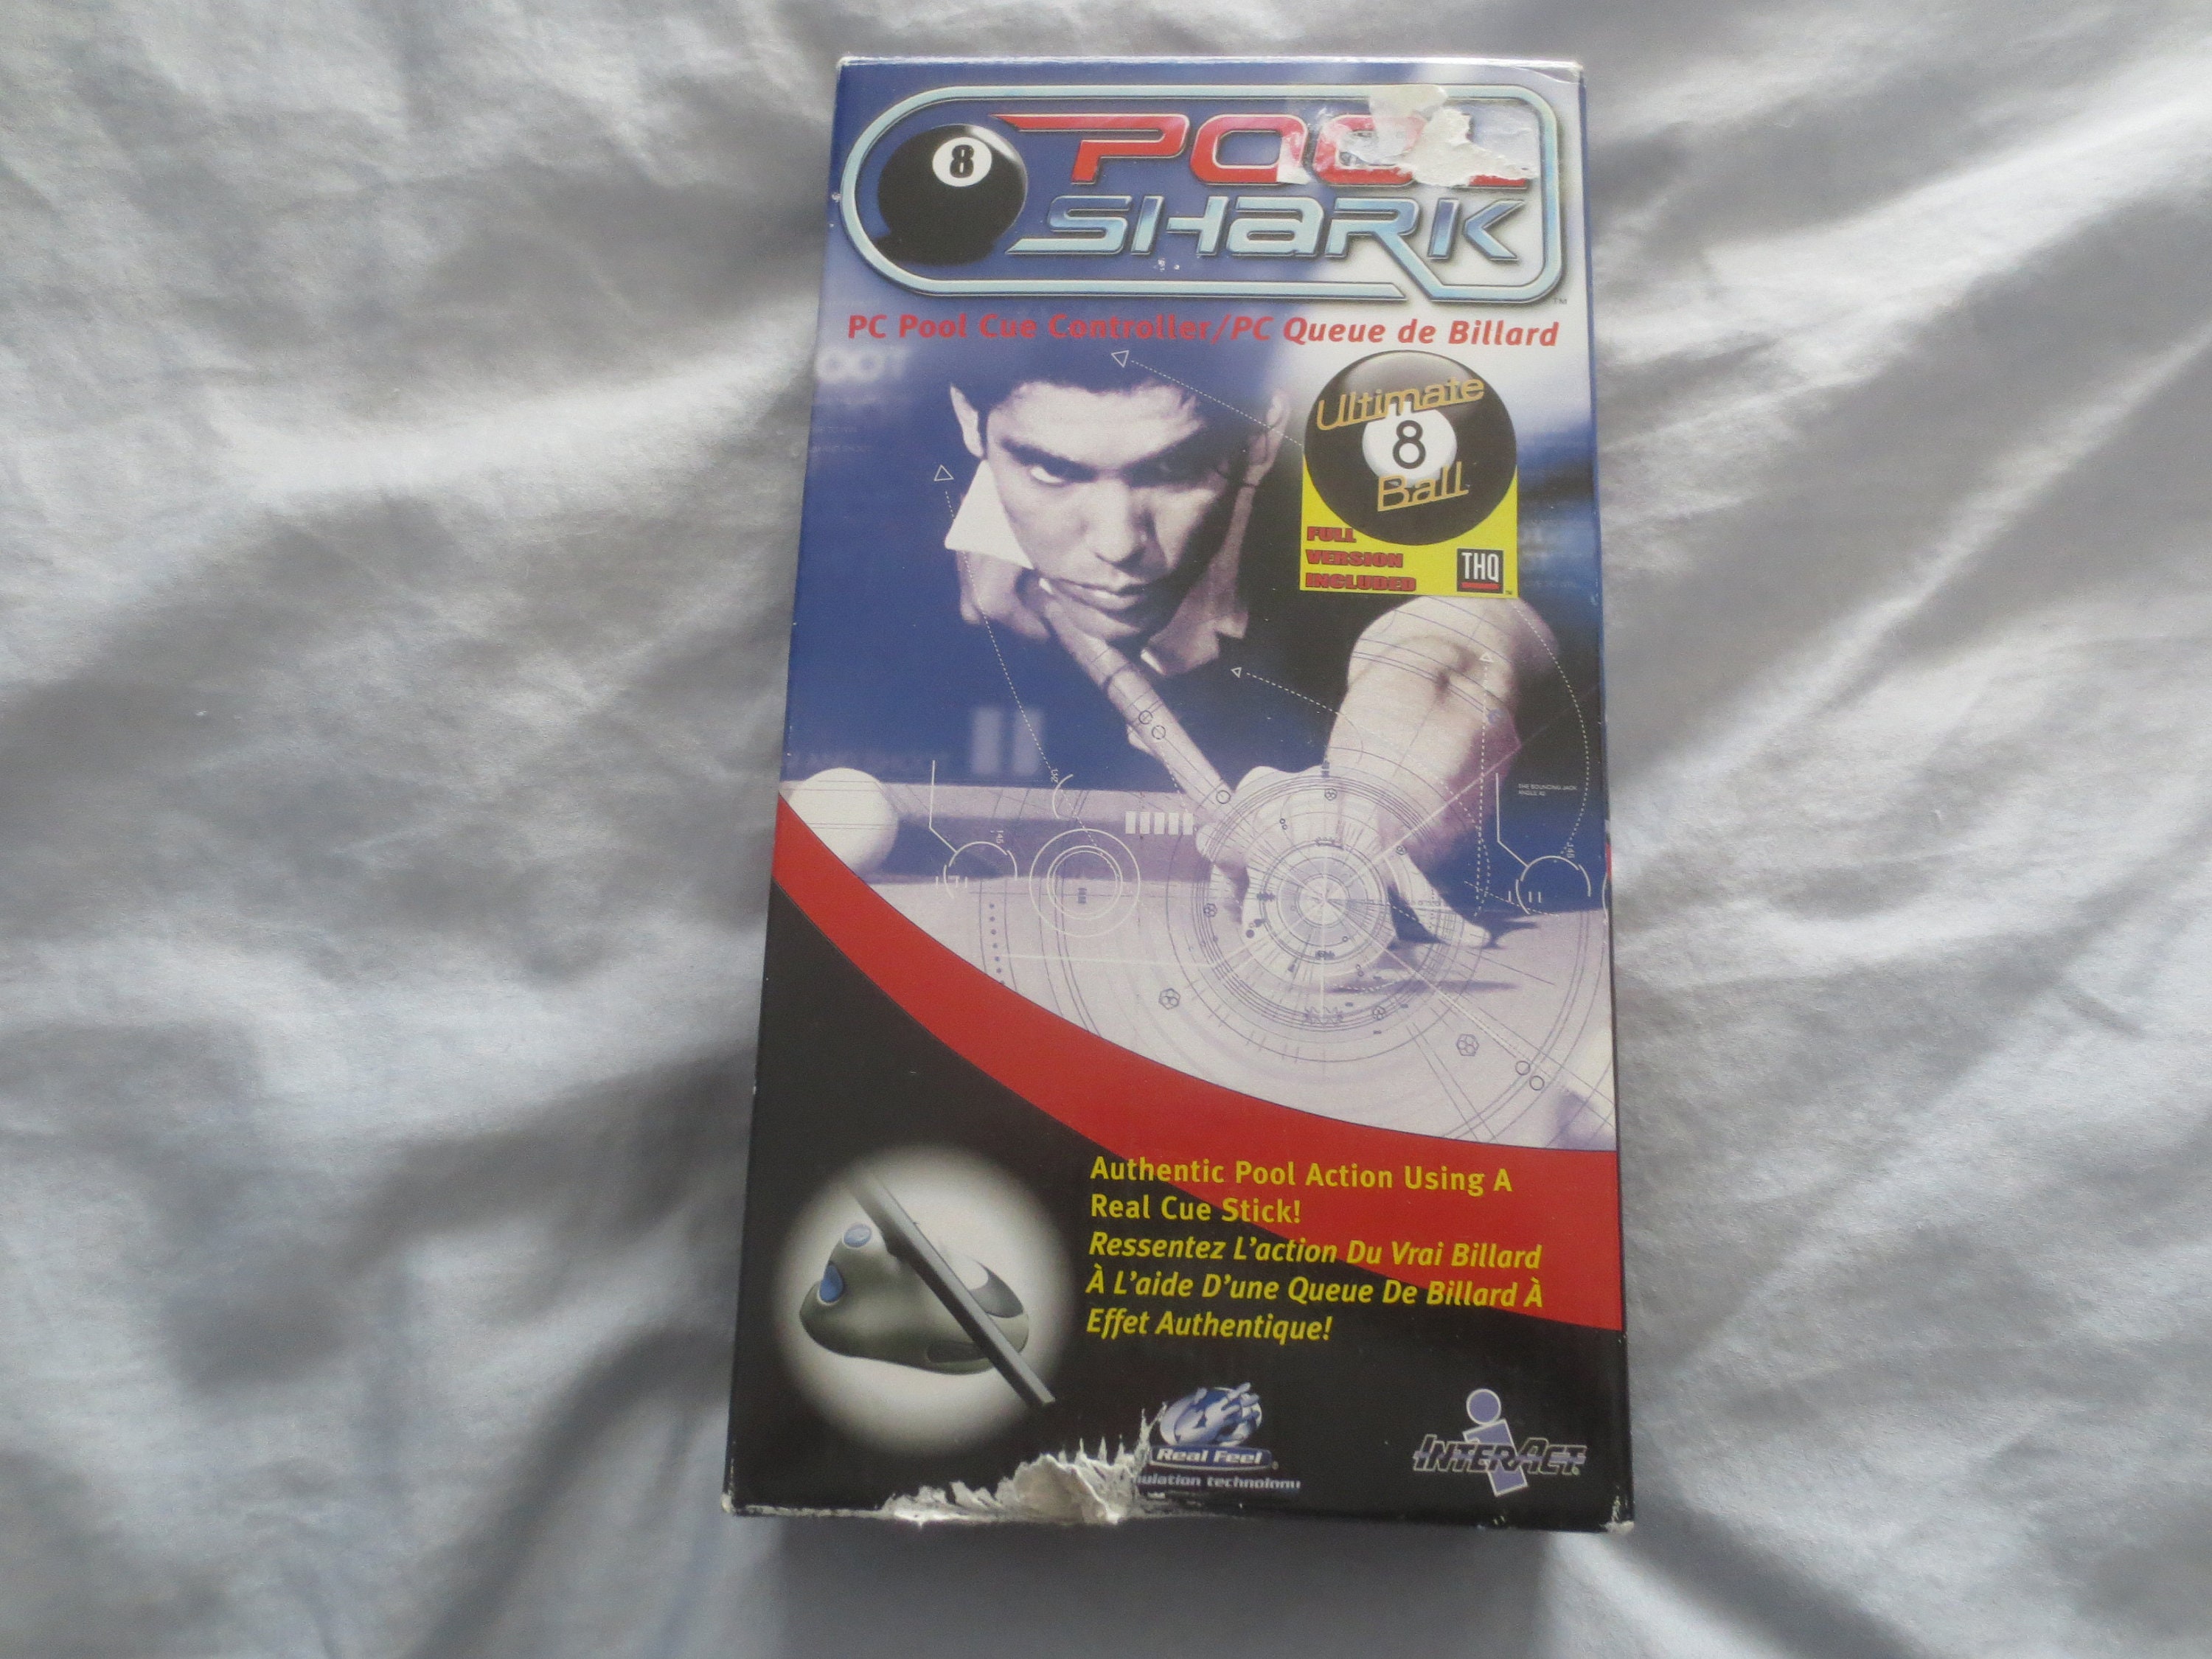 8
POOL
SHARK
TM
PC Pool Cue Controller/PC Queue de Billard
Ultimate
8
Ball
FULL
VERSION
INCLUDED
THQ
Authentic Pool Action Using A
Real Cue Stick!
Ressentez L'action Du Vrai Billard
À L'aide D'une Queue De Billard À
Effet Authentique!
Real Feel
technology
INTERACT